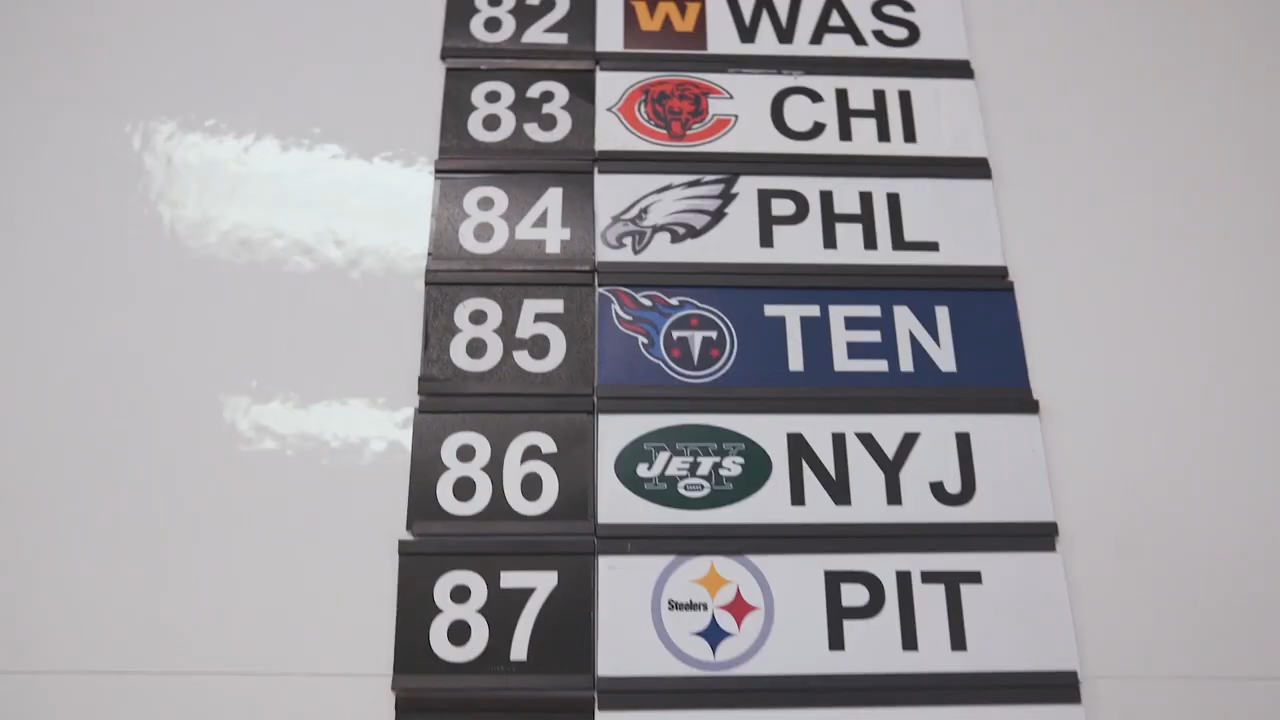 82 W WAS
83 CHI
84 PHL
85 T TEN
86 NY JETS NYJ
87 Steelers PIT